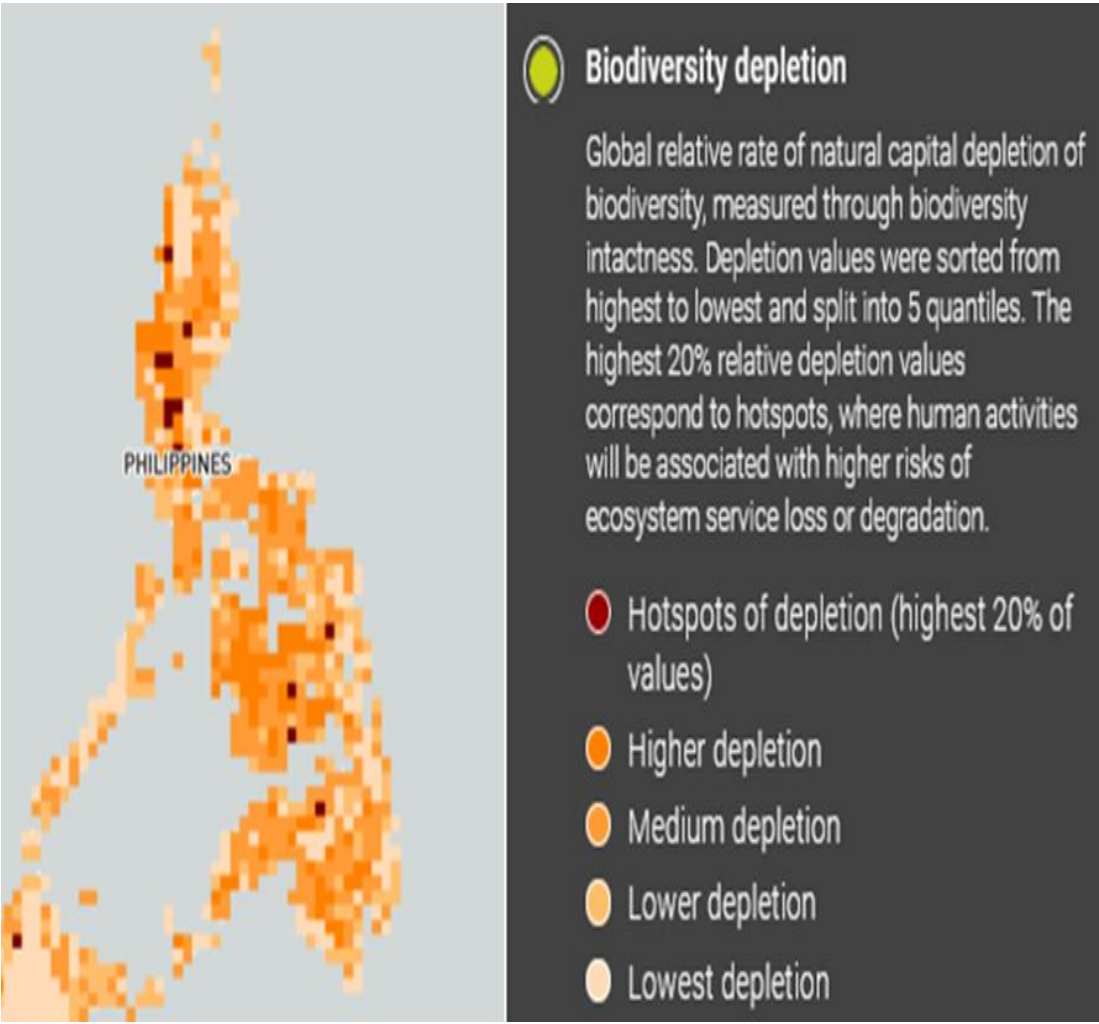 PHILIPPINES
Biodiversity depletion
Global relative rate of natural capital depletion of
biodiversity, measured through biodiversity
intactness. Depletion values were sorted from
highest to lowest and split into 5 quantiles. The
highest 20% relative depletion values
correspond to hotspots, where human activities
will be associated with higher risks of
ecosystem service loss or degradation.
Hotspots of depletion (highest 20% of
values)
Higher depletion
Medium depletion
Lower depletion
Lowest depletion